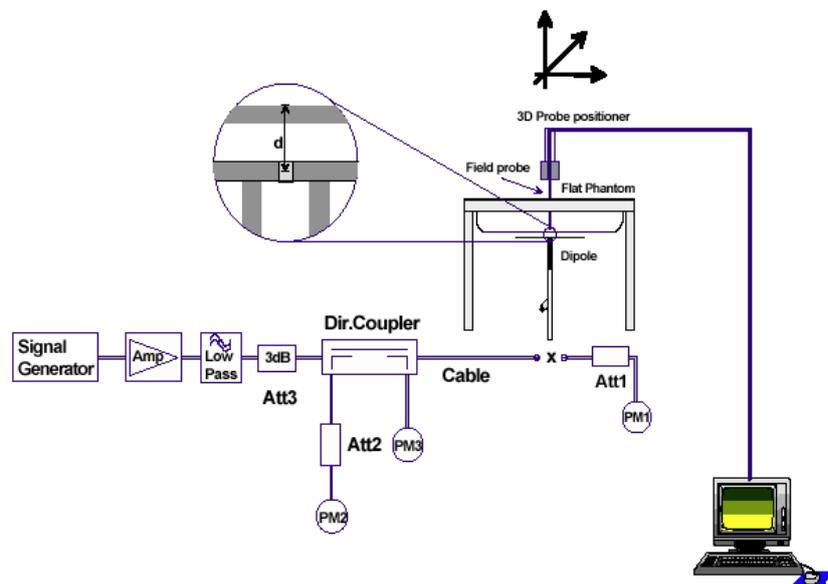 3D Probe positioner
d
Field probe
Flat Phantom
Dipole
Dir.Coupler
Signal
Generator
Amp
Low
Pass
3dB
Cable
x
Att1
Att3
PM1
Att2
PM3
PM2